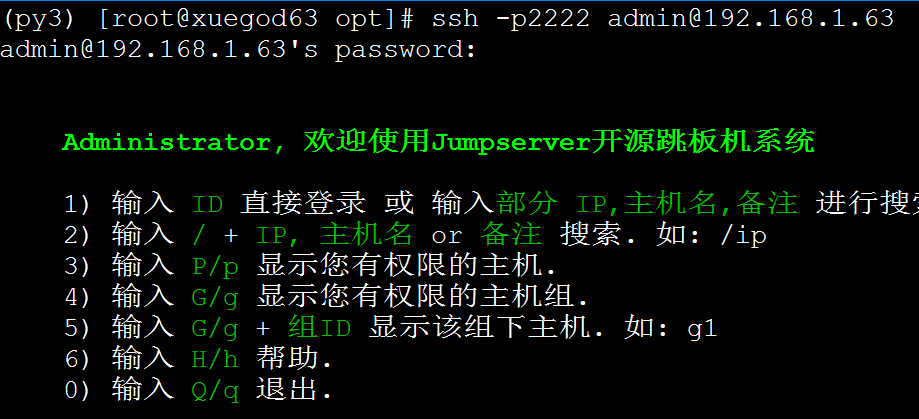 (py3) [root@xuegod63 opt]# ssh -p2222 admin@192.168.1.63
admin@192.168.1.63's password:
Administrator, 欢迎使用Jumpserver开源跳板机系统
1) 输入 ID 直接登录 或 输入部分 IP,主机名,备注 进行搜
2) 输入 / + IP, 主机名 or 备注 搜索. 如: /ip
3) 输入 P/p 显示您有权限的主机.
4) 输入 G/g 显示您有权限的主机组.
5) 输入 G/g + 组ID 显示该组下主机. 如: g1
6) 输入 H/h 帮助.
0) 输入 Q/q 退出.